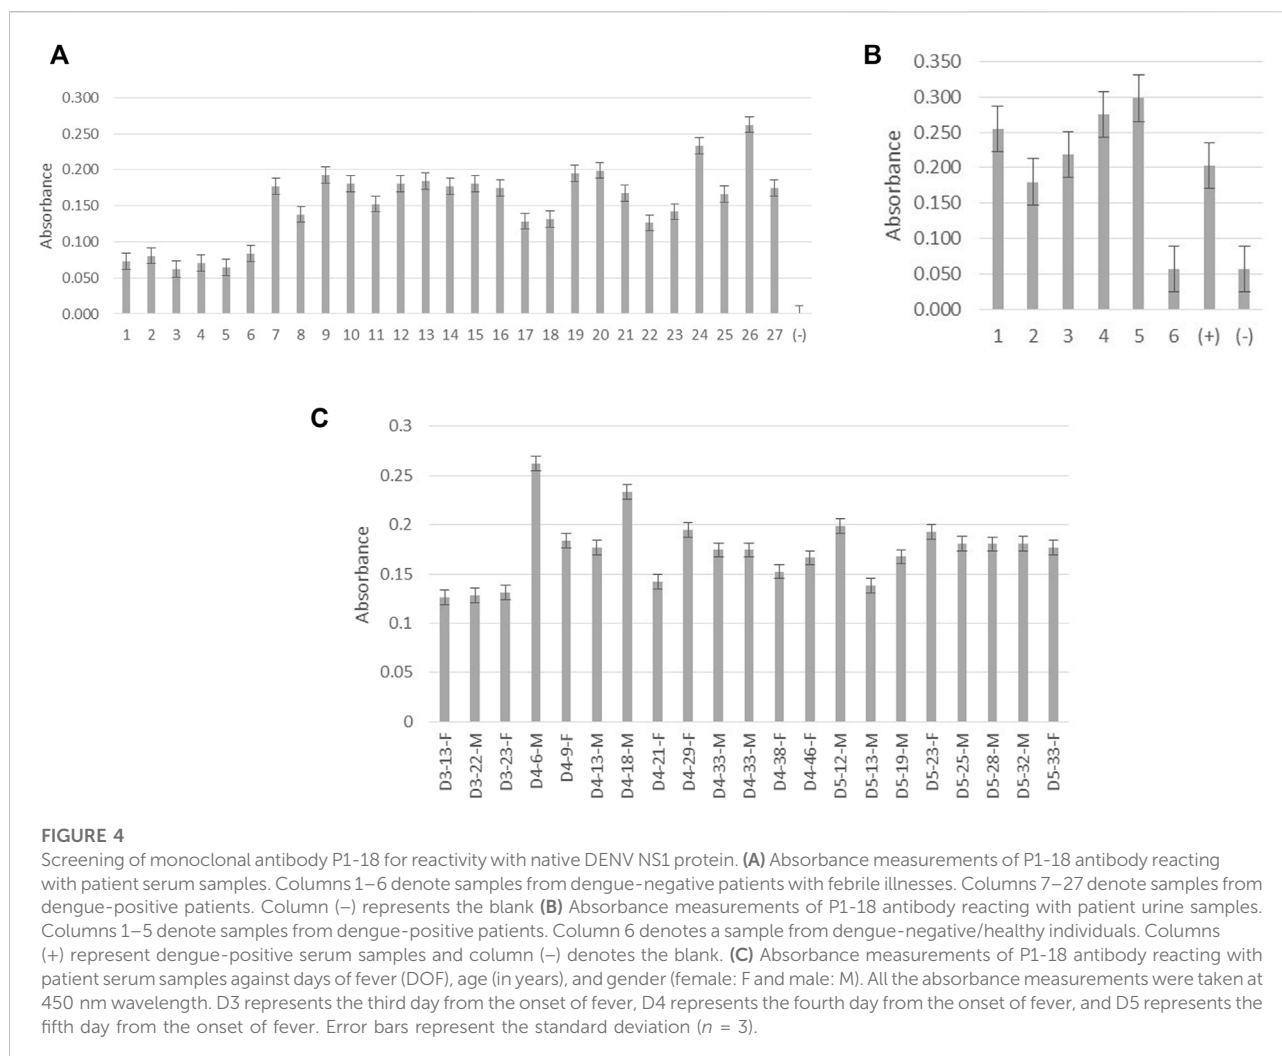 A
0.300
0.250
0.200
0.150
0.100
0.050
0.000
Absorbance
1 2 3 4 5 6 7 8 9 10 11 12 13 14 15 16 17 18 19 20 21 22 23 24 25 26 27 (-)
B
0.350
0.300
0.250
0.200
0.150
0.100
0.050
0.000
Absorbance
1 2 3 4 5 6 (+) (-)
C
0.3
0.25
0.2
0.15
0.1
0.05
0
Absorbance
D3-13-F
D3-22-M
D3-23-F
D4-6-M
D4-9-F
D4-13-M
D4-18-M
D4-21-F
D4-29-F
D4-33-M
D4-33-M
D4-38-F
D4-46-F
D5-12-M
D5-13-M
D5-19-M
D5-23-F
D5-25-M
D5-28-M
D5-32-M
D5-33-F
FIGURE 4
Screening of monoclonal antibody P1-18 for reactivity with native DENV NS1 protein. (A) Absorbance measurements of P1-18 antibody reacting
with patient serum samples. Columns 1–6 denote samples from dengue-negative patients with febrile illnesses. Columns 7–27 denote samples from
dengue-positive patients. Column (–) represents the blank (B) Absorbance measurements of P1-18 antibody reacting with patient urine samples.
Columns 1–5 denote samples from dengue-positive patients. Column 6 denotes a sample from dengue-negative/healthy individuals. Columns
(+) represent dengue-positive serum samples and column (–) denotes the blank. (C) Absorbance measurements of P1-18 antibody reacting with
patient serum samples against days of fever (DOF), age (in years), and gender (female: F and male: M). All the absorbance measurements were taken at
450 nm wavelength. D3 represents the third day from the onset of fever, D4 represents the fourth day from the onset of fever, and D5 represents the
fifth day from the onset of fever. Error bars represent the standard deviation (n = 3).